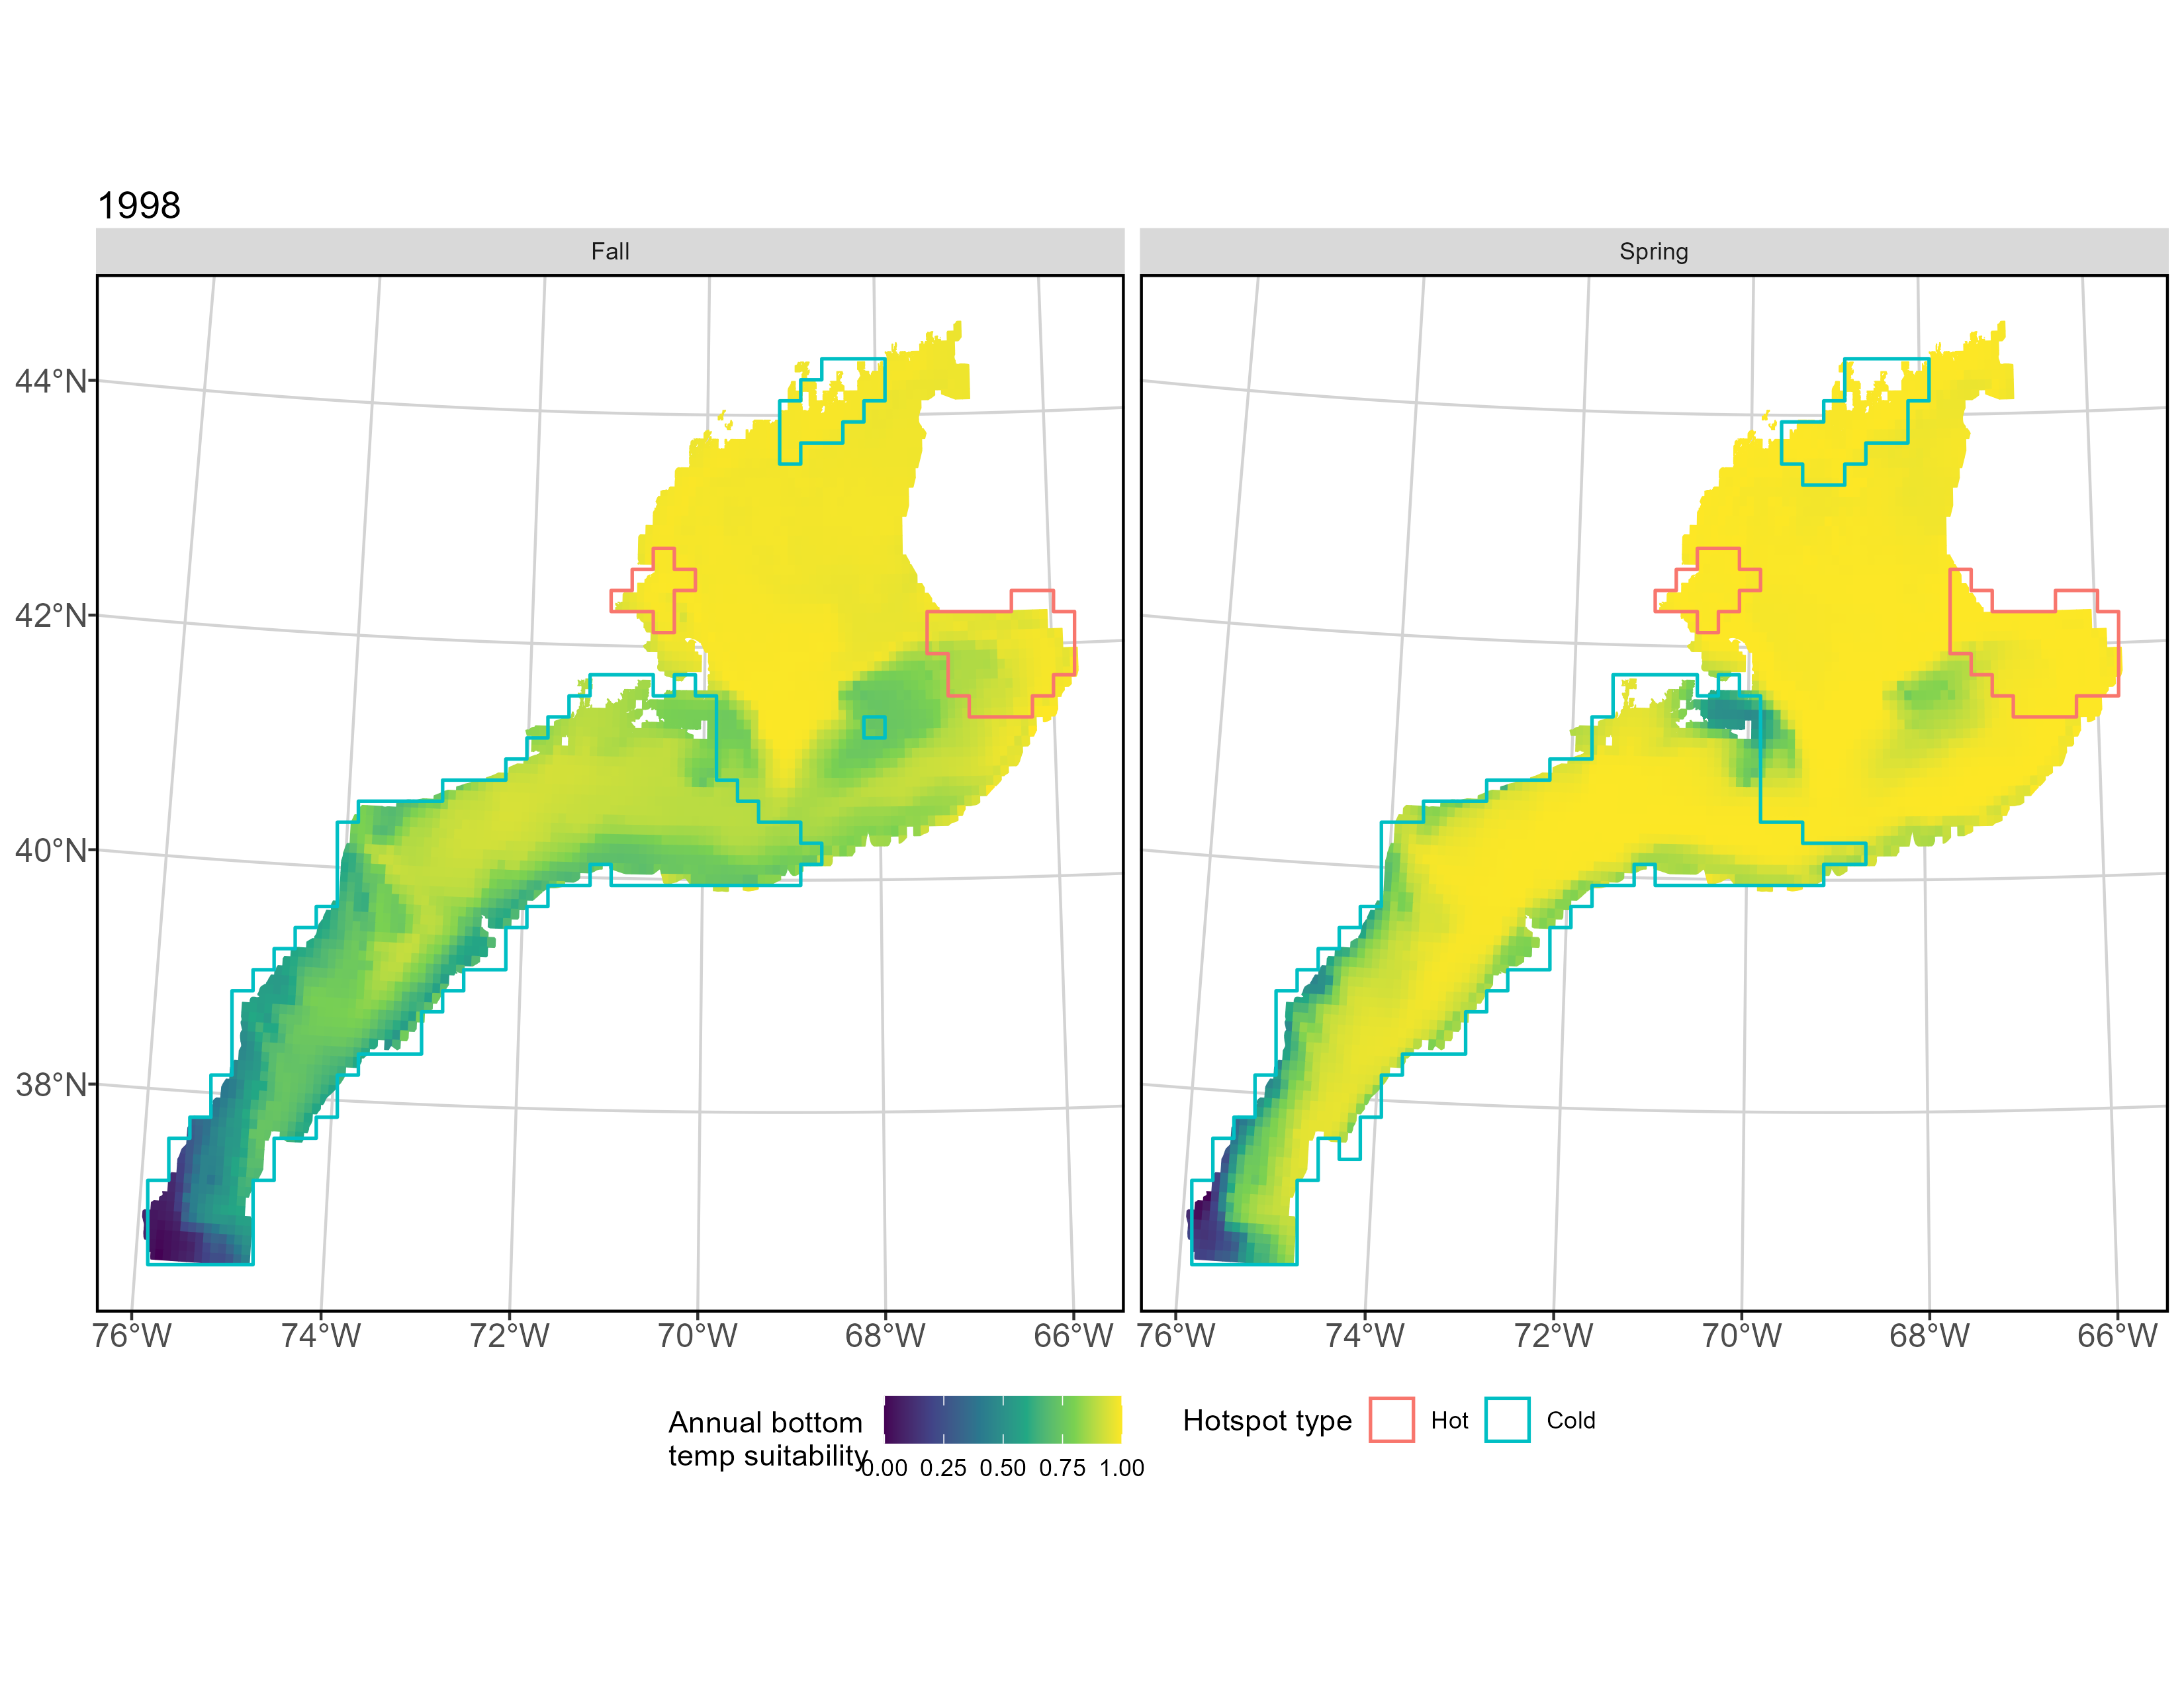 1998
Fall
Spring
44°N
42°N
40°N
38°N
76°W 74°W 72°W 70°W 68°W 66°W 76°W 74°W 72°W 70°W 68°W 66°W
Annual bottom
temp suitability
0.00 0.25 0.50 0.75 1.00
Hotspot type Hot Cold